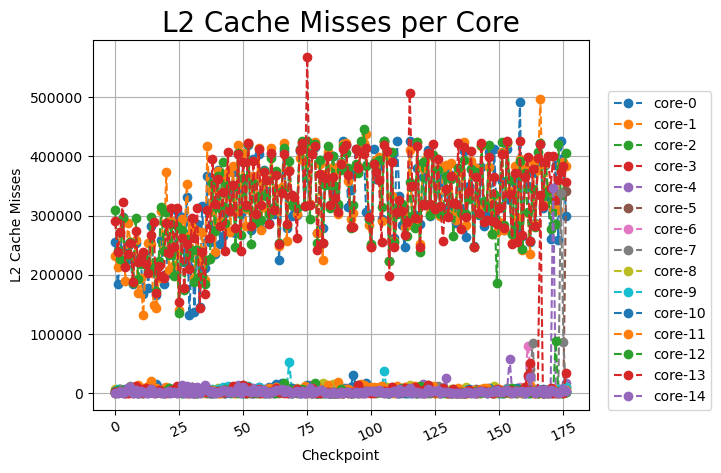 L2 Cache Misses per Core
L2 Cache Misses
500000
400000
300000
200000
100000
0
0
25
50
75
100
125
150
175
Checkpoint
core-0
core-1
core-2
core-3
core-4
core-5
core-6
core-7
core-8
core-9
core-10
core-11
core-12
core-13
core-14